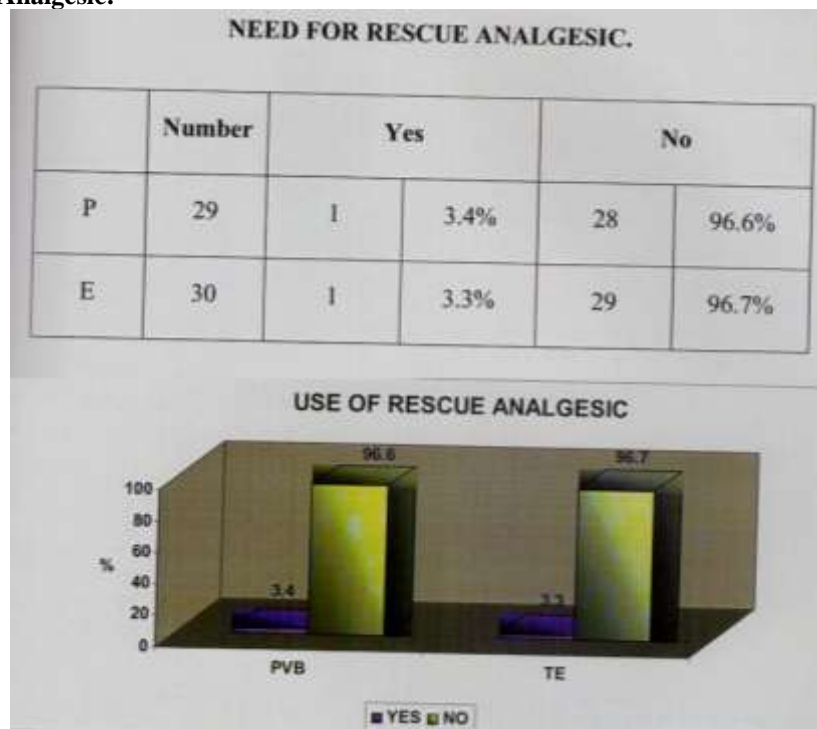 Analgesic.
NEED FOR RESCUE ANALGESIC.
Number Yes No
P 29 1 3.4% 28 96.6%
E 30 1 3.3% 29 96.7%
USE OF RESCUE ANALGESIC
96.6 96.7
100
80
60
%
40
20
0
3.4 3.3
PVB TE
YES NO